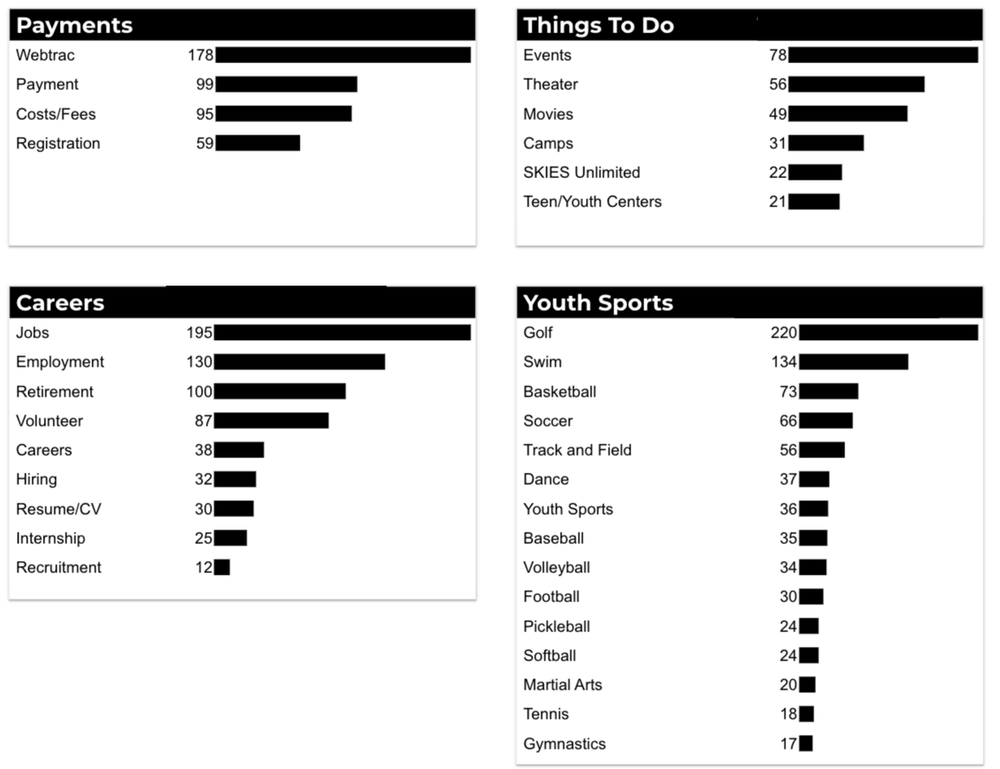 Payments
Webtrac 178
Payment 99
Costs/Fees 95
Registration 59
Things To Do
Events 78
Theater 56
Movies 49
Camps 31
SKIES Unlimited 22
Teen/Youth Centers 21
Careers
Jobs 195
Employment 130
Retirement 100
Volunteer 87
Careers 38
Hiring 32
Resume/CV 30
Internship 25
Recruitment 12
Youth Sports
Golf 220
Swim 134
Basketball 73
Soccer 66
Track and Field 56
Dance 37
Youth Sports 36
Baseball 35
Volleyball 34
Football 30
Pickleball 24
Softball 24
Martial Arts 20
Tennis 18
Gymnastics 17